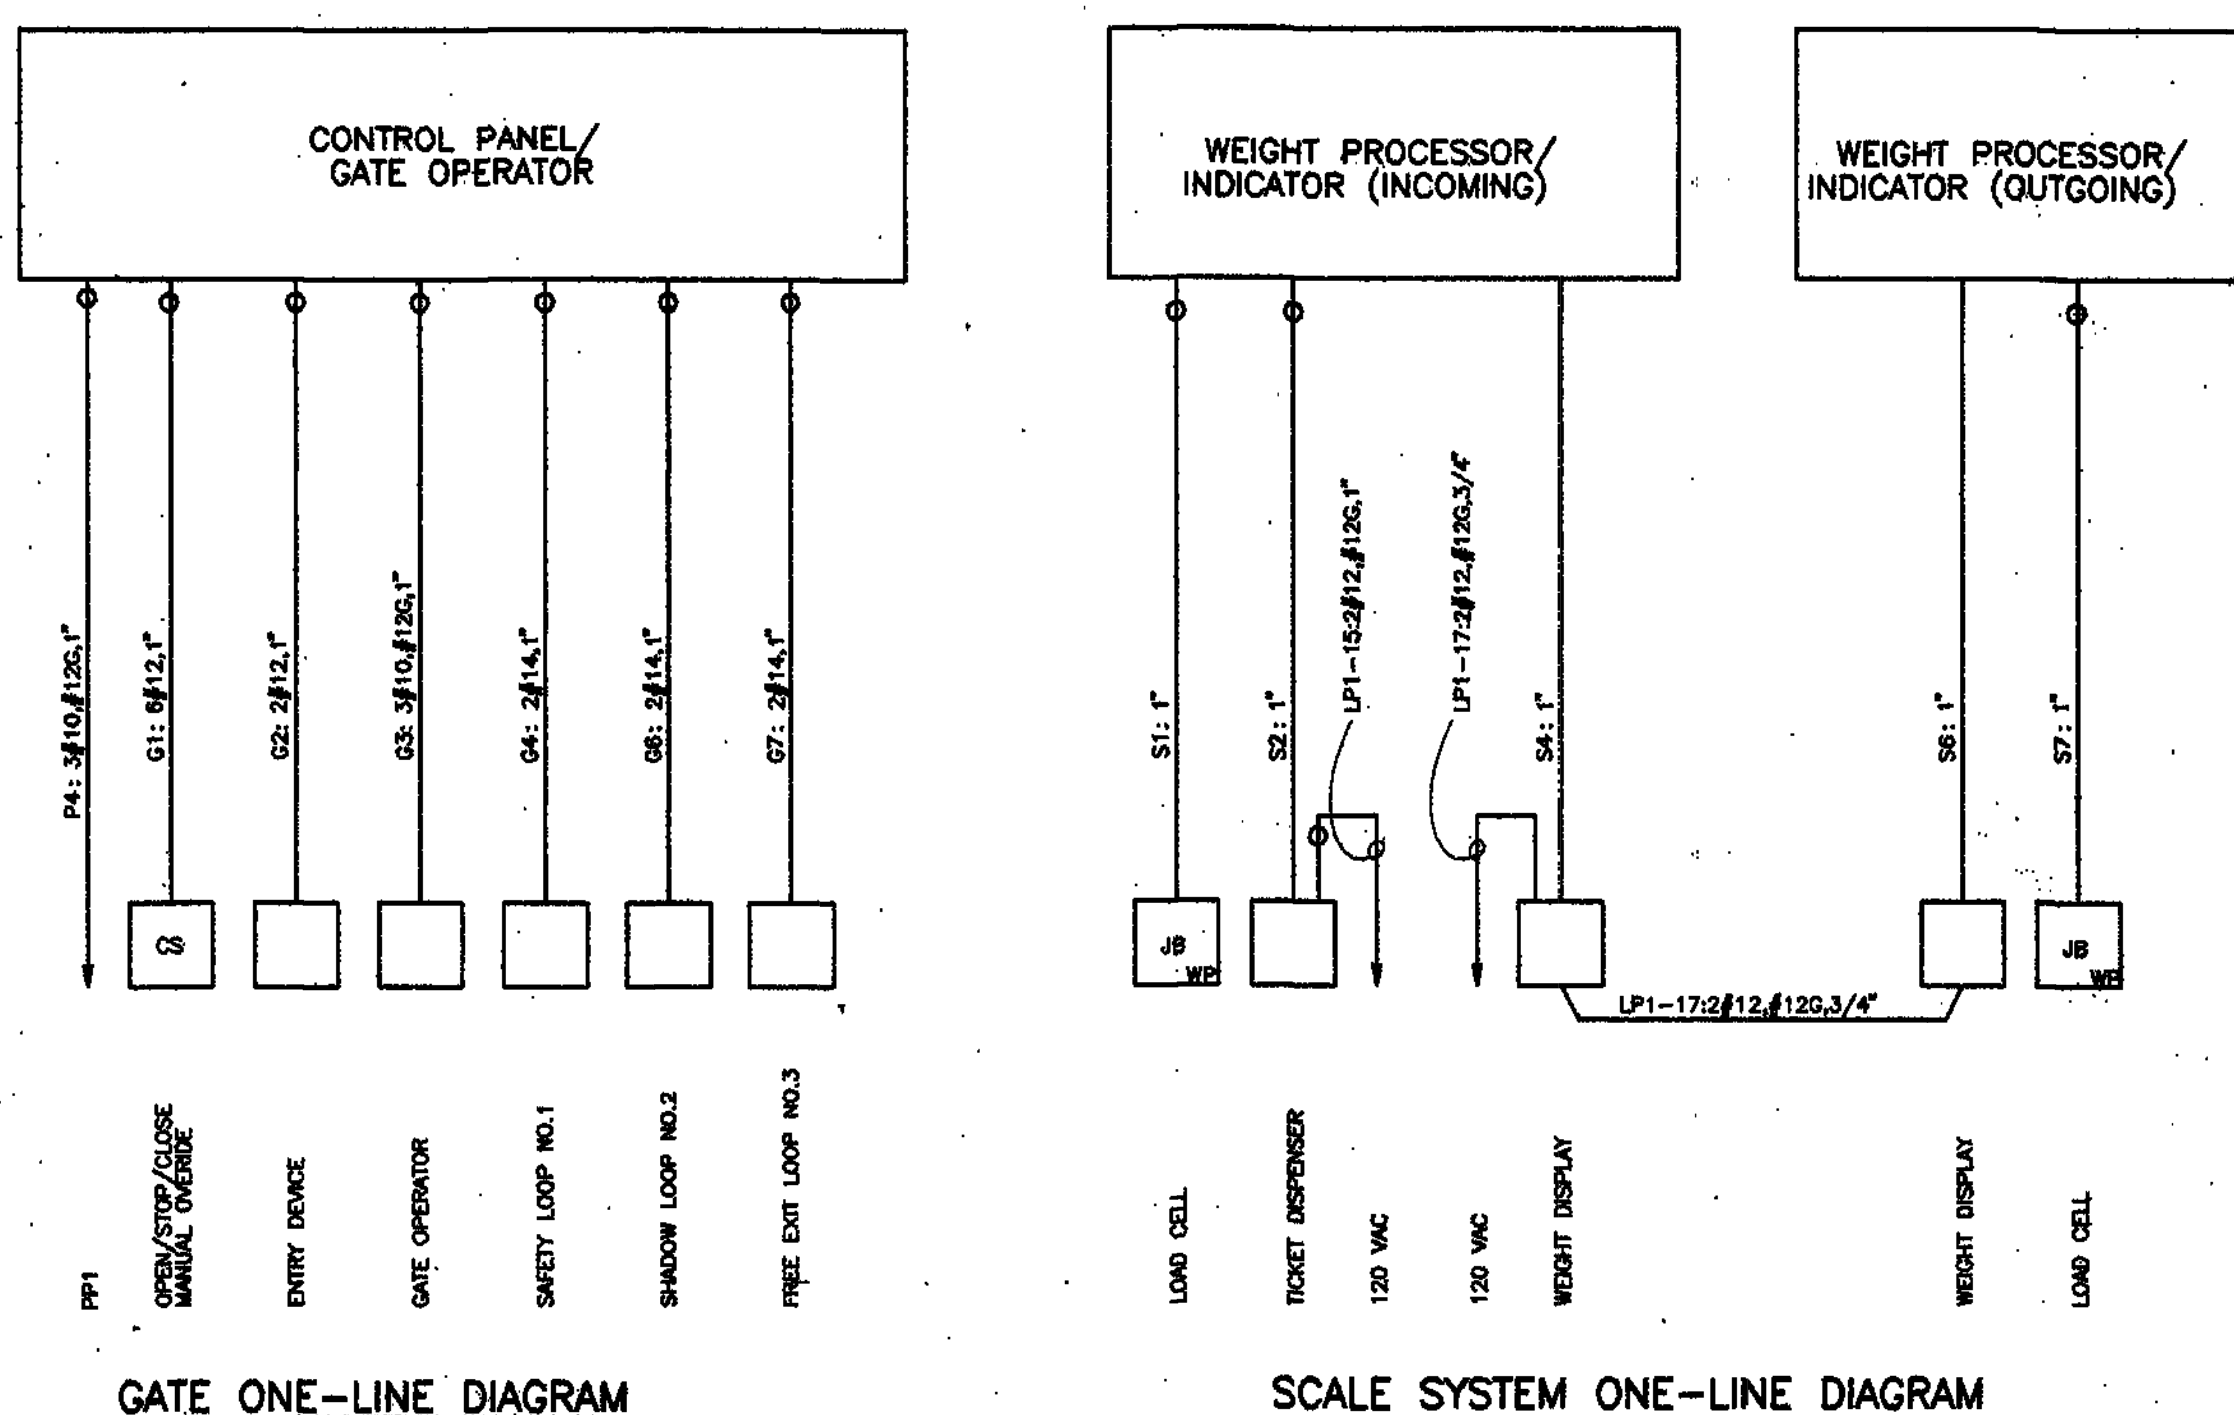 CONTROL PANEL/
GATE OPERATOR
WEIGHT PROCESSOR/
INDICATOR (INCOMING)
WEIGHT PROCESSOR/
INDICATOR (OUTGOING)
P4: 3#10,#12G,1"
G1: 6#12,1"
G2: 2#12,1"
G3: 3#10,#12G,1"
G4: 2#14,1"
G6: 2#14,1"
G7: 2#14,1"
S1: 1"
S2: 1"
LP1-15:2#12,#12G,1"
LP1-17:2#12,#12G,3/4"
S4: 1"
S6: 1"
S7: 1"
JB
WP
JB
WP
LP1-17:2#12,#12G,3/4"
PP1
OPEN/STOP/CLOSE
MANUAL OVERIDE
ENTRY DEVICE
GATE OPERATOR
SAFETY LOOP NO.1
SHADOW LOOP NO.2
FREE EXIT LOOP NO.3
LOAD CELL
TICKET DISPENSER
120 VAC
120 VAC
WEIGHT DISPLAY
WEIGHT DISPLAY
LOAD CELL
GATE ONE-LINE DIAGRAM
SCALE SYSTEM ONE-LINE DIAGRAM